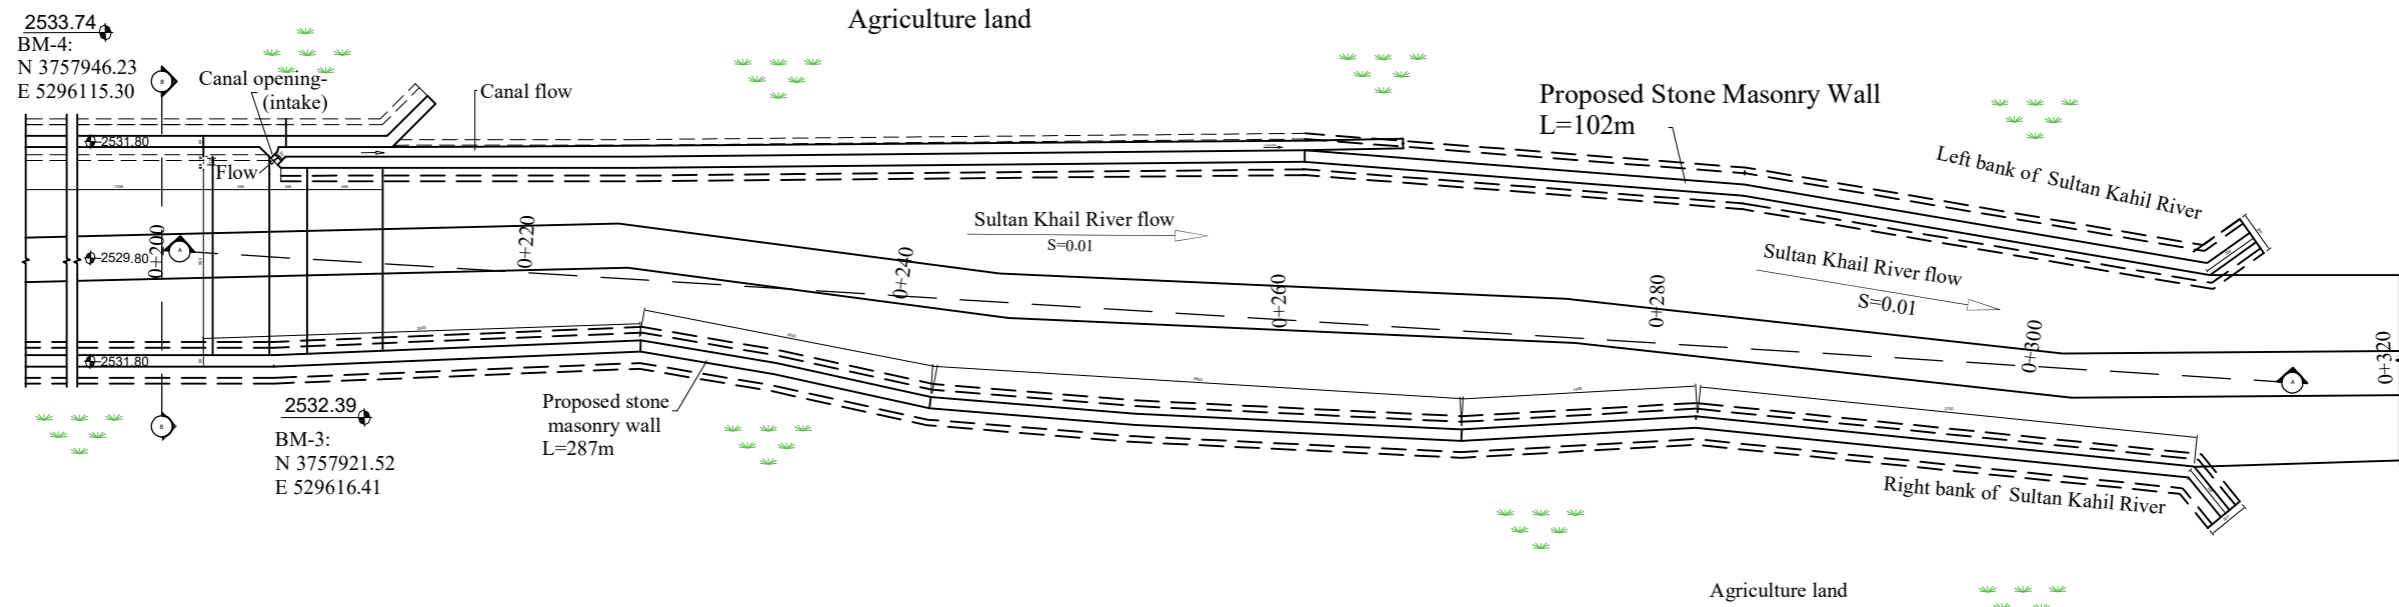 Agriculture land
2533.74
BM-4:
N 3757946.23
E 5296115.30
B
Canal opening-
(intake)
Canal flow
Proposed Stone Masonry Wall
L=102m
2531.80
Flow
Left bank of Sultan Kahil River
Sultan Khail River flow
S=0.01
Sultan Khail River flow
S=0.01
A
2529.80
0+200
0+220
0+240
0+260
0+280
0+300
0+320
A
2531.80
2532.39
BM-3:
N 3757921.52
E 529616.41
B
Proposed stone
masonry wall
L=287m
Right bank of Sultan Kahil River
Agriculture land